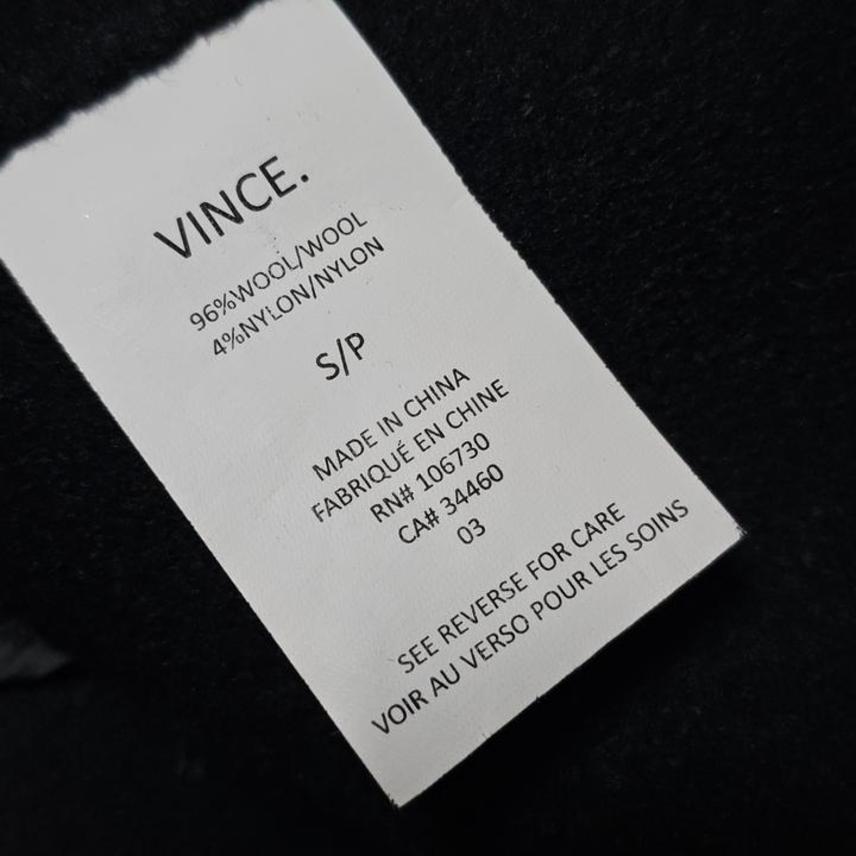 VINCE.
96%WOOL/WOOL
4%NYLON/NYLON
S/P
MADE IN CHINA
FABRIQUÉ EN CHINE
RN# 106730
CA# 34460
03
SEE REVERSE FOR CARE
VOIR AU VERSO POUR LES SOINS